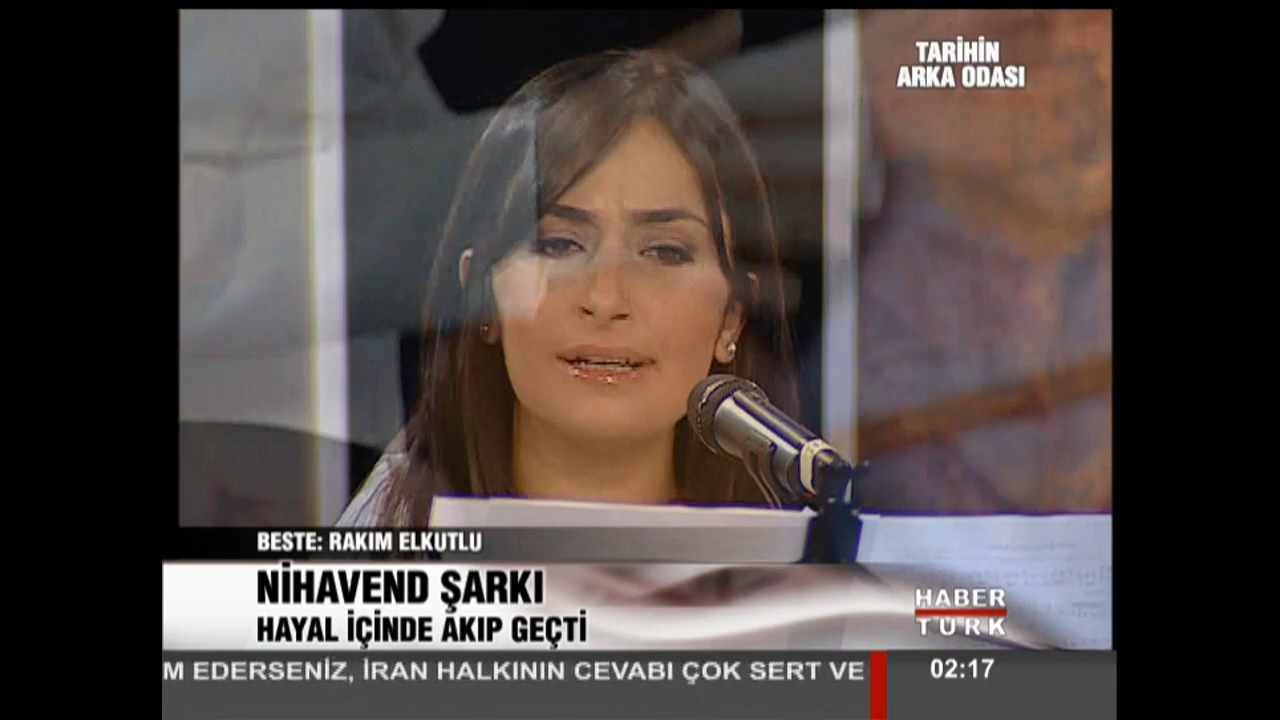 TARİHİN
ARKA ODASI
BESTE: RAKIM ELKUTLU
NİHAVEND ŞARKI
HAYAL İÇİNDE AKIP GEÇTİ
HABER
TÜRK
M EDERSENİZ, İRAN HALKININ CEVABI ÇOK SERT VE
02:17